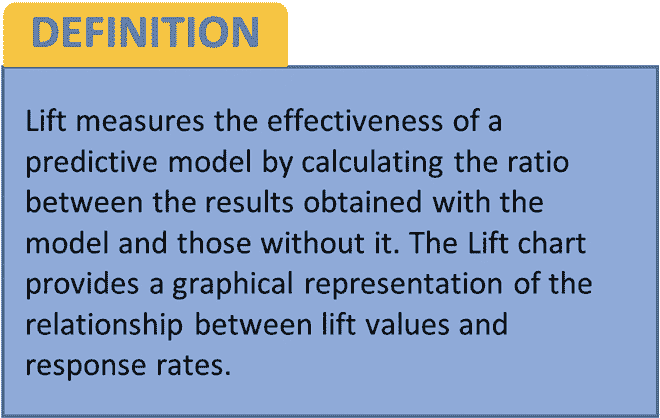 DEFINITION
Lift measures the effectiveness of a
predictive model by calculating the ratio
between the results obtained with the
model and those without it. The Lift chart
provides a graphical representation of the
relationship between lift values and
response rates.